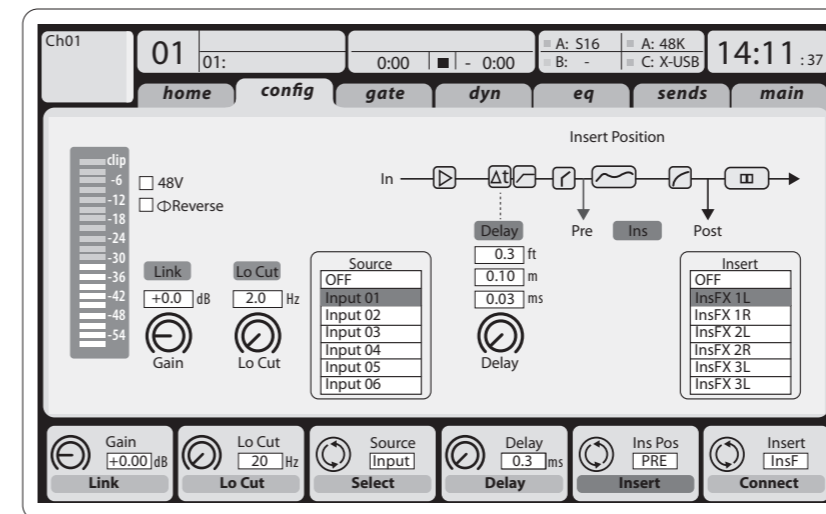 Ch01
01
01:
0:00 - 0:00
A: S16
B: -
A: 48K
C: X-USB
14:11 :37
home config gate dyn eq sends main
Insert Position
clip
-6
-12
-18
-24
-30
-36
-42
-48
-54
48V
ΦReverse
In
Δt
Pre Ins Post
Link
+0.0 dB
Gain
Lo Cut
2.0 Hz
Lo Cut
Source
OFF
Input 01
Input 02
Input 03
Input 04
Input 05
Input 06
Delay
0.3 ft
0.10 m
0.03 ms
Delay
Insert
OFF
InsFX 1L
InsFX 1R
InsFX 2L
InsFX 2R
InsFX 3L
InsFX 3L
Gain
+0.00 dB
Link
Lo Cut
20 Hz
Lo Cut
Source
Input
Select
Delay
0.3 ms
Delay
Ins Pos
PRE
Insert
Insert
InsF
Connect